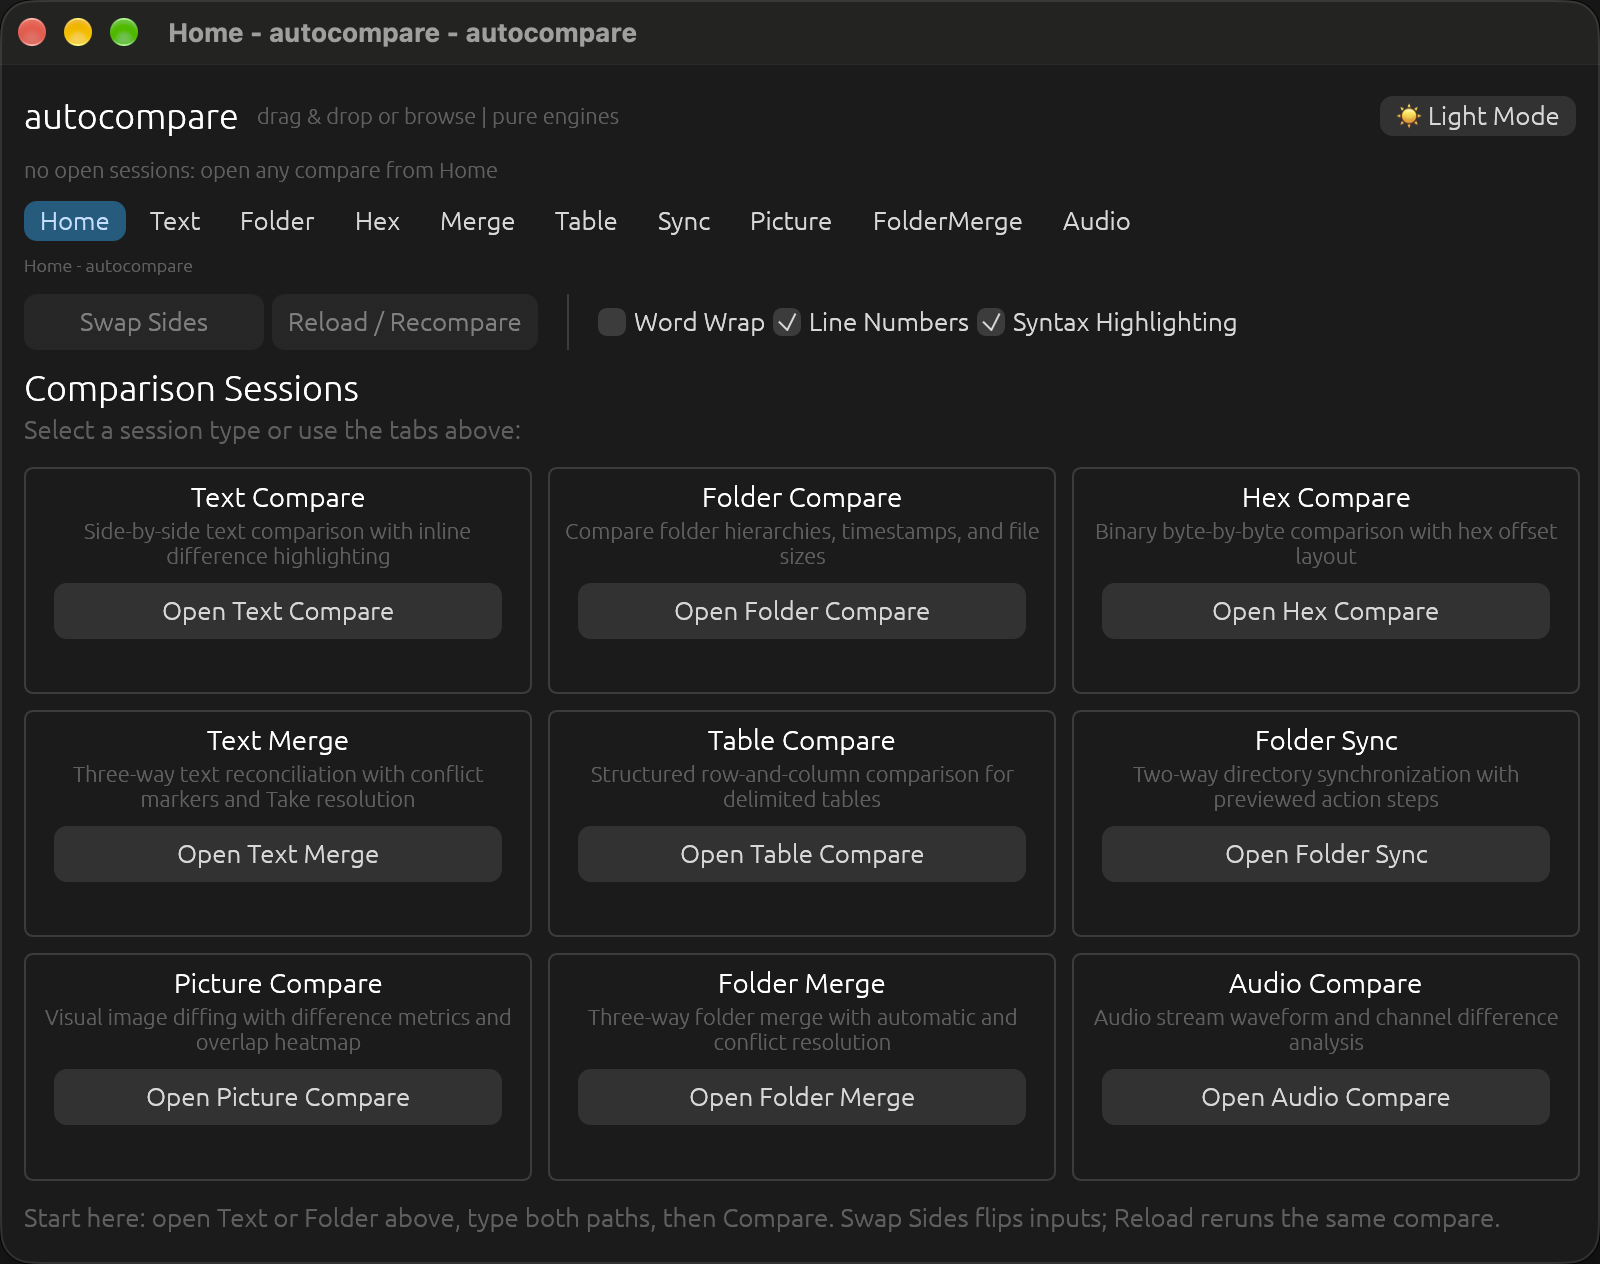 Home - autocompare - autocompare
autocompare drag & drop or browse | pure engines
Light Mode
no open sessions: open any compare from Home
Home Text Folder Hex Merge Table Sync Picture FolderMerge Audio
Home - autocompare
Swap Sides Reload / Recompare Word Wrap Line Numbers Syntax Highlighting
Comparison Sessions
Select a session type or use the tabs above:
Text Compare
Side-by-side text comparison with inline
difference highlighting
Open Text Compare
Folder Compare
Compare folder hierarchies, timestamps, and file
sizes
Open Folder Compare
Hex Compare
Binary byte-by-byte comparison with hex offset
layout
Open Hex Compare
Text Merge
Three-way text reconciliation with conflict
markers and Take resolution
Open Text Merge
Table Compare
Structured row-and-column comparison for
delimited tables
Open Table Compare
Folder Sync
Two-way directory synchronization with
previewed action steps
Open Folder Sync
Picture Compare
Visual image diffing with difference metrics and
overlap heatmap
Open Picture Compare
Folder Merge
Three-way folder merge with automatic and
conflict resolution
Open Folder Merge
Audio Compare
Audio stream waveform and channel difference
analysis
Open Audio Compare
Start here: open Text or Folder above, type both paths, then Compare. Swap Sides flips inputs; Reload reruns the same compare.